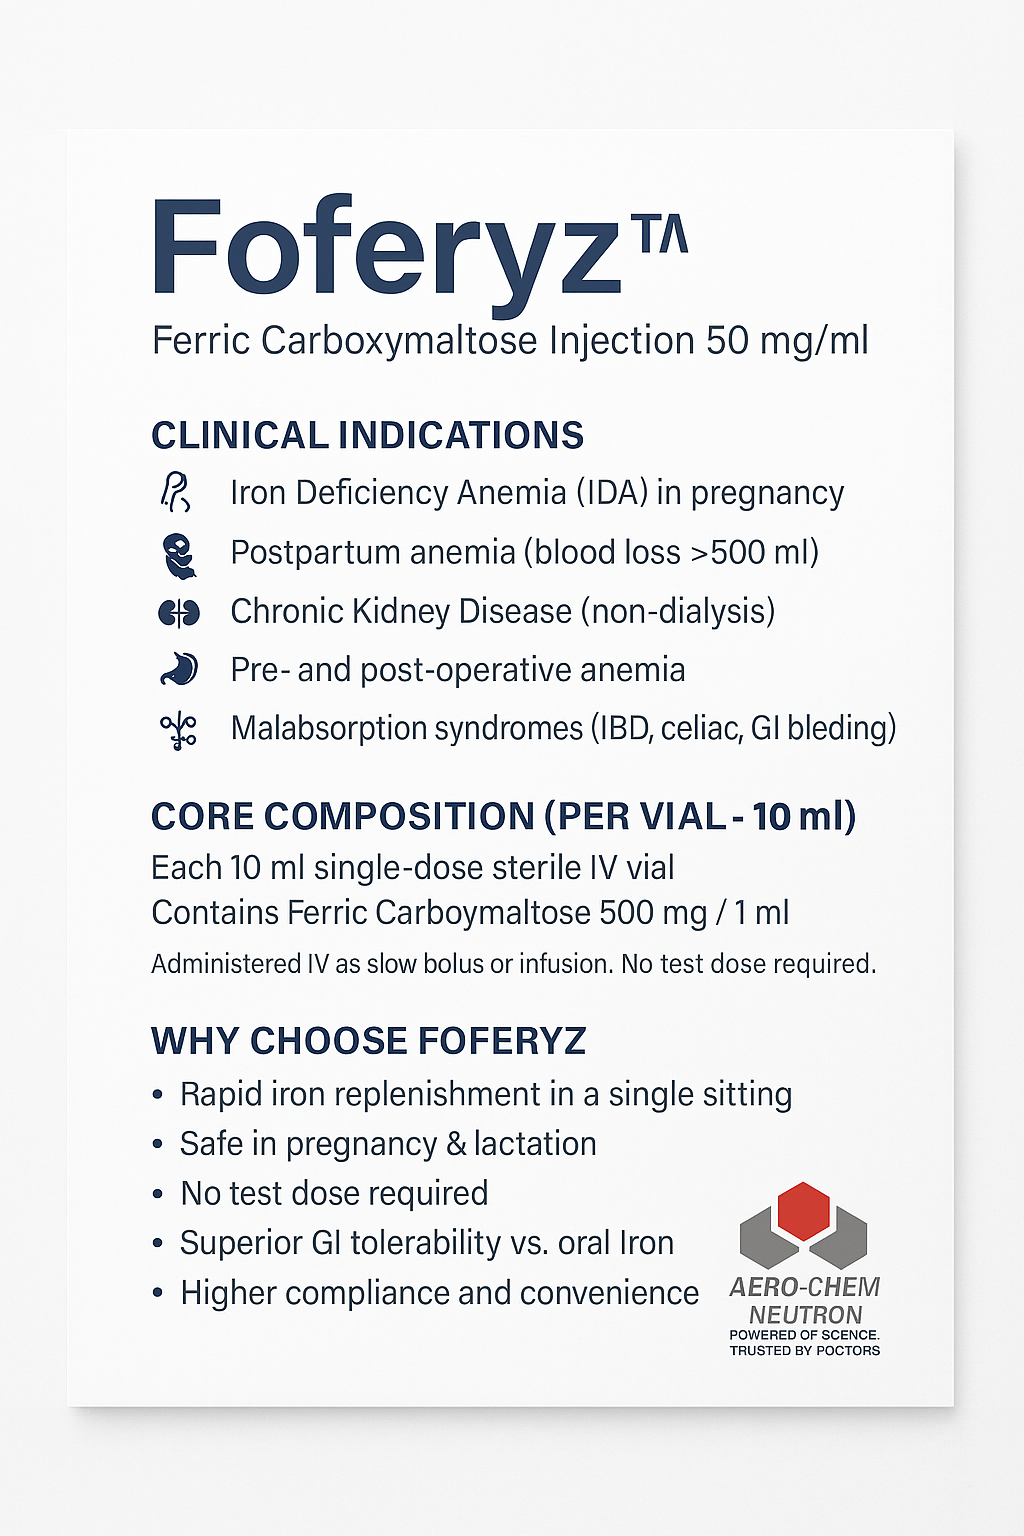 Foferyz™
Ferric Carboxymaltose Injection 50 mg/ml
CLINICAL INDICATIONS
Iron Deficiency Anemia (IDA) in pregnancy
Postpartum anemia (blood loss >500 ml)
Chronic Kidney Disease (non-dialysis)
Pre- and post-operative anemia
Malabsorption syndromes (IBD, celiac, GI bleding)
CORE COMPOSITION (PER VIAL - 10 ml)
Each 10 ml single-dose sterile IV vial
Contains Ferric Carboymaltose 500 mg / 1 ml
Administered IV as slow bolus or infusion. No test dose required.
WHY CHOOSE FOFERYZ
• Rapid iron replenishment in a single sitting
• Safe in pregnancy & lactation
• No test dose required
• Superior GI tolerability vs. oral Iron
• Higher compliance and convenience
AERO-CHEM
NEUTRON
POWERED OF SCENCE.
TRUSTED BY POCTORS